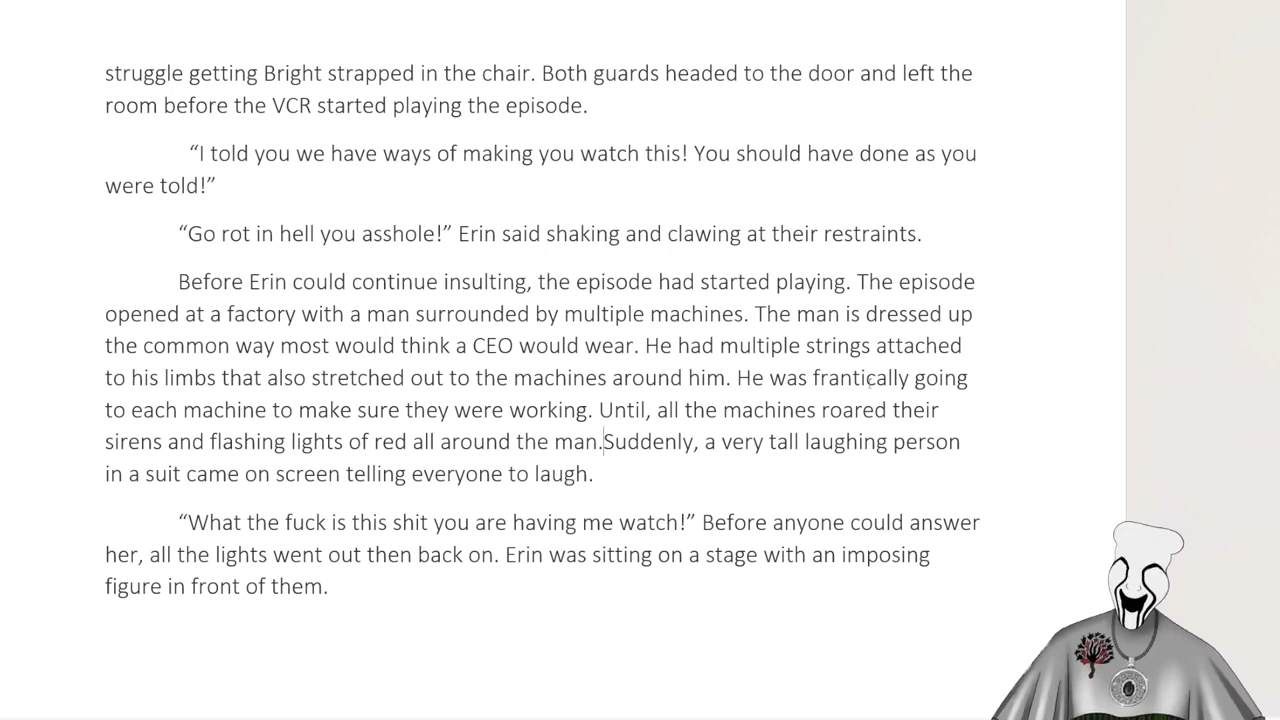 struggle getting Bright strapped in the chair. Both guards headed to the door and left the
room before the VCR started playing the episode.
“I told you we have ways of making you watch this! You should have done as you
were told!”
“Go rot in hell you asshole!” Erin said shaking and clawing at their restraints.
Before Erin could continue insulting, the episode had started playing. The episode
opened at a factory with a man surrounded by multiple machines. The man is dressed up
the common way most would think a CEO would wear. He had multiple strings attached
to his limbs that also stretched out to the machines around him. He was frantically going
to each machine to make sure they were working. Until, all the machines roared their
sirens and flashing lights of red all around the man.Suddenly, a very tall laughing person
in a suit came on screen telling everyone to laugh.
“What the fuck is this shit you are having me watch!” Before anyone could answer
her, all the lights went out then back on. Erin was sitting on a stage with an imposing
figure in front of them.